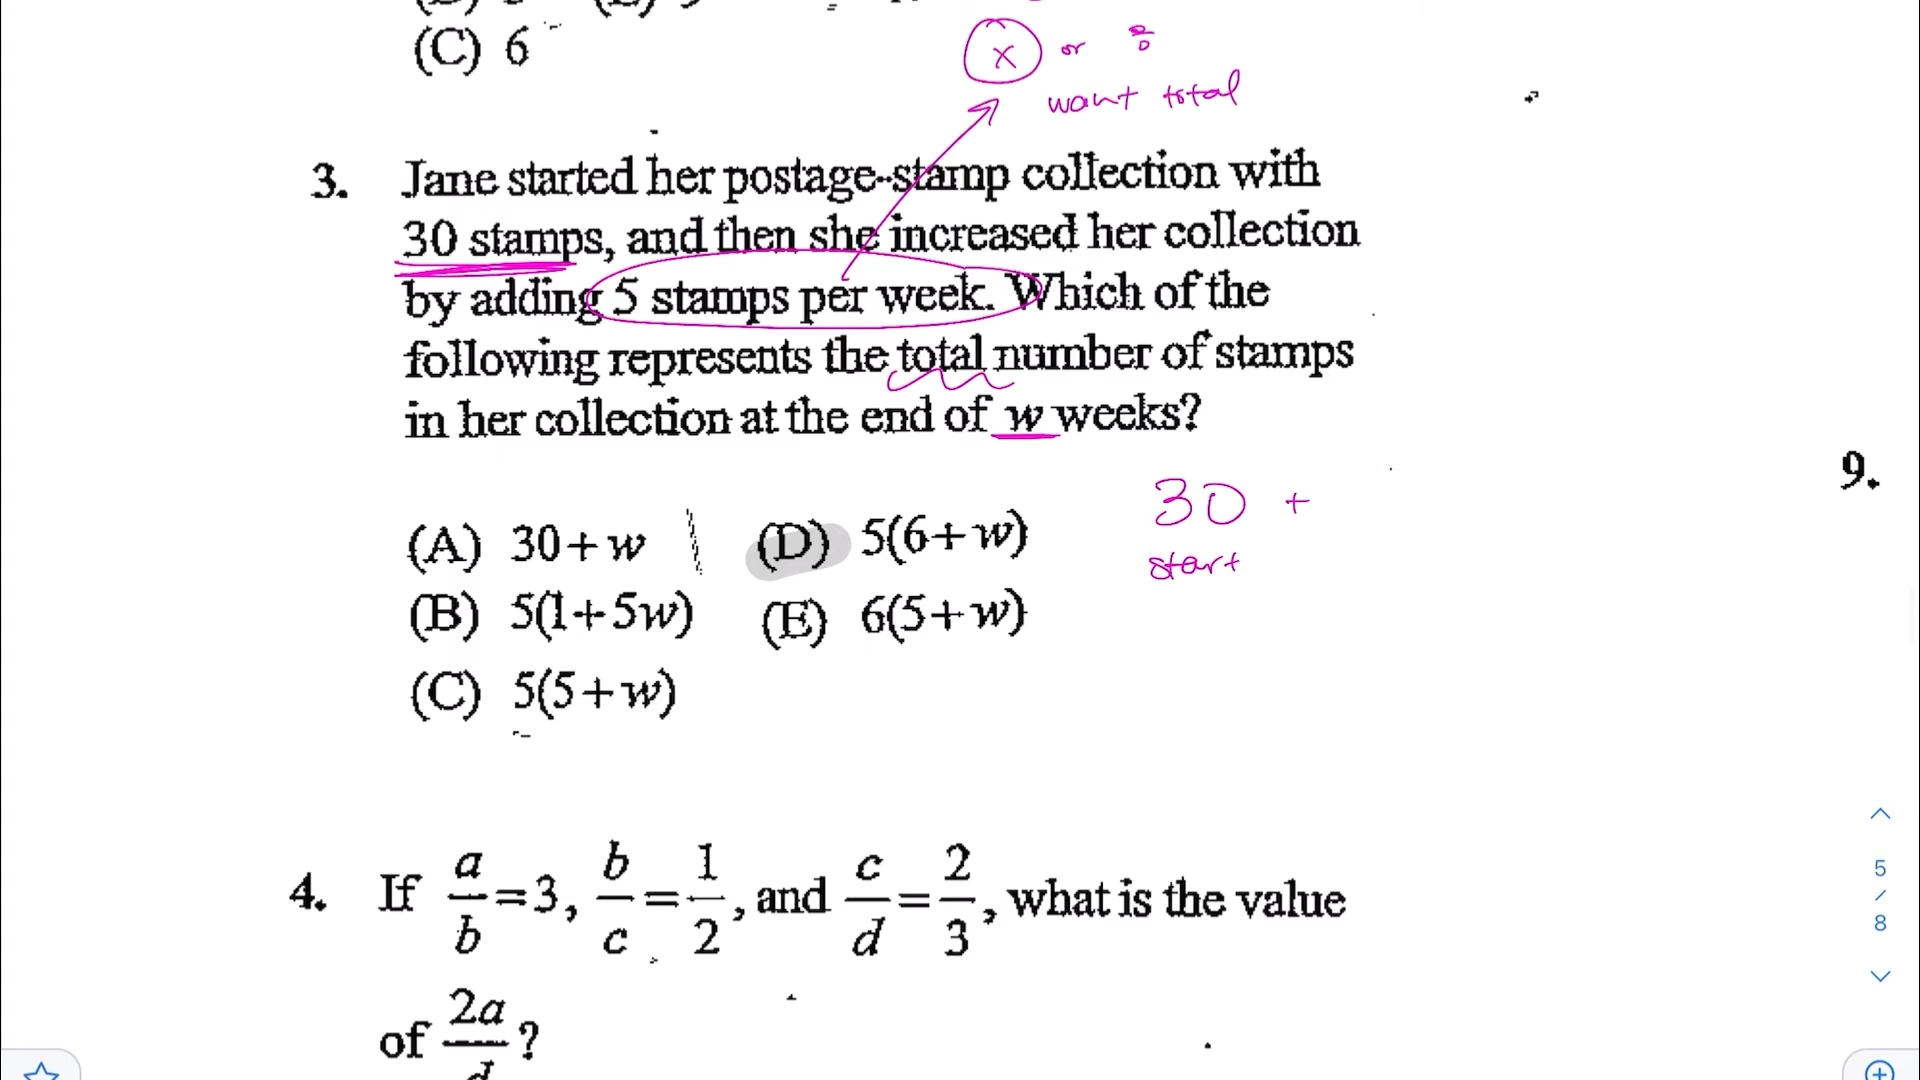 (C) 6
x or ÷
want total
3. Jane started her postage-stamp collection with
30 stamps, and then she increased her collection
by adding 5 stamps per week. Which of the
following represents the total number of stamps
in her collection at the end of w weeks?
30 +
start
(A) 30+w (D) 5(6+w)
(B) 5(1+5w) (E) 6(5+w)
(C) 5(5+w)
9.
4. If a/b=3, b/c=1/2, and c/d=2/3, what is the value
of 2a/d?
5
/
8